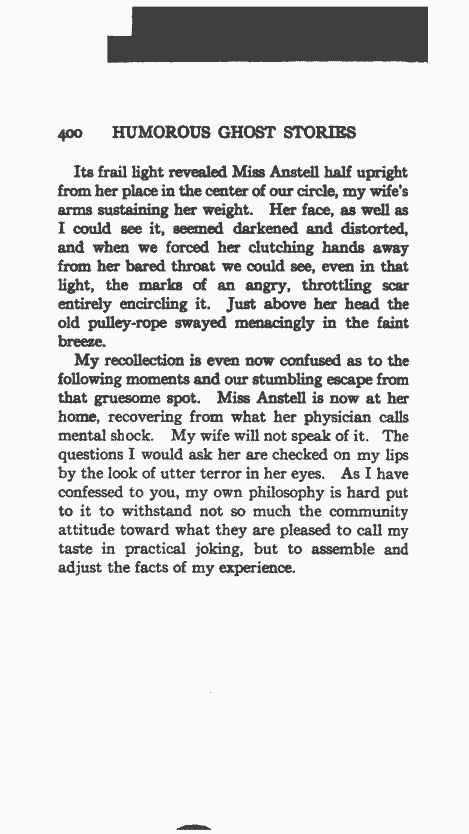 400 HUMOROUS GHOST STORIES
Its frail light revealed Miss Anstell half upright
from her place in the center of our circle, my wife's
arms sustaining her weight. Her face, as well as
I could see it, seemed darkened and distorted,
and when we forced her clutching hands away
from her bared throat we could see, even in that
light, the marks of an angry, throttling scar
entirely encircling it. Just above her head the
old pulley-rope swayed menacingly in the faint
breeze.
My recollection is even now confused as to the
following moments and our stumbling escape from
that gruesome spot. Miss Anstell is now at her
home, recovering from what her physician calls
mental shock. My wife will not speak of it. The
questions I would ask her are checked on my lips
by the look of utter terror in her eyes. As I have
confessed to you, my own philosophy is hard put
to it to withstand not so much the community
attitude toward what they are pleased to call my
taste in practical joking, but to assemble and
adjust the facts of my experience.